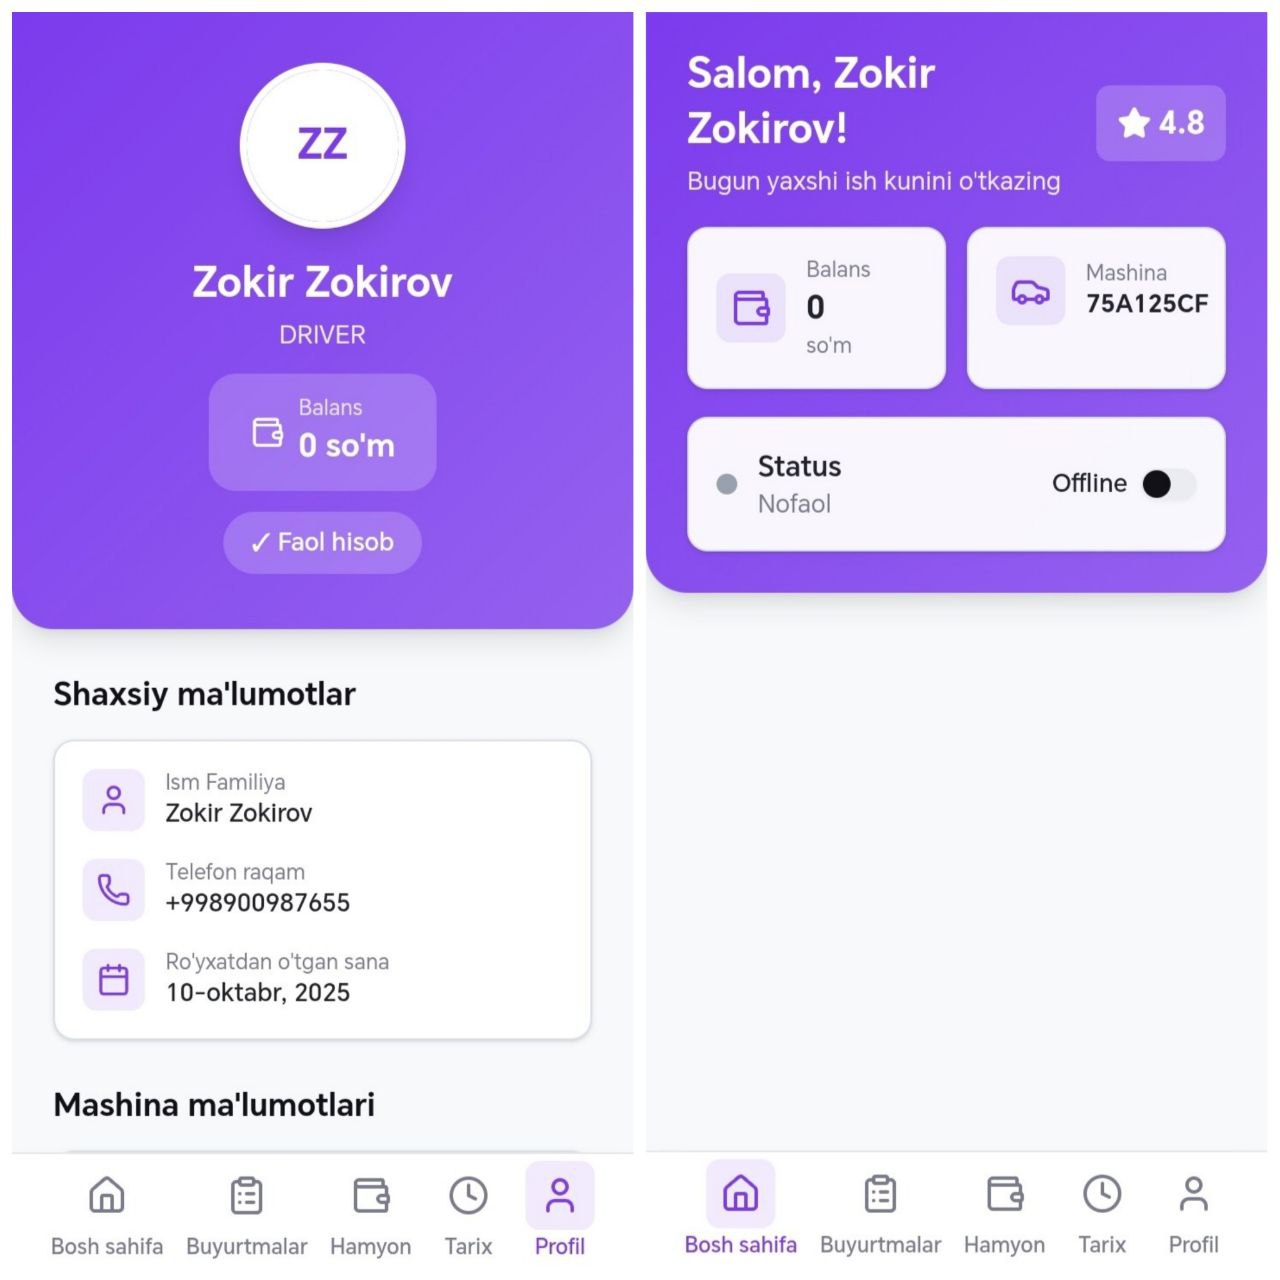 ZZ
Zokir Zokirov
DRIVER
Balans
0 so'm
✓ Faol hisob
Shaxsiy ma'lumotlar
Ism Familiya
Zokir Zokirov
Telefon raqam
+998900987655
Ro'yxatdan o'tgan sana
10-oktabr, 2025
Mashina ma'lumotlari
Bosh sahifa
Buyurtmalar
Hamyon
Tarix
Profil
Salom, Zokir
Zokirov!
4.8
Bugun yaxshi ish kunini o'tkazing
Balans
0
so'm
Mashina
75A125CF
Status
Nofaol
Offline
Bosh sahifa
Buyurtmalar
Hamyon
Tarix
Profil